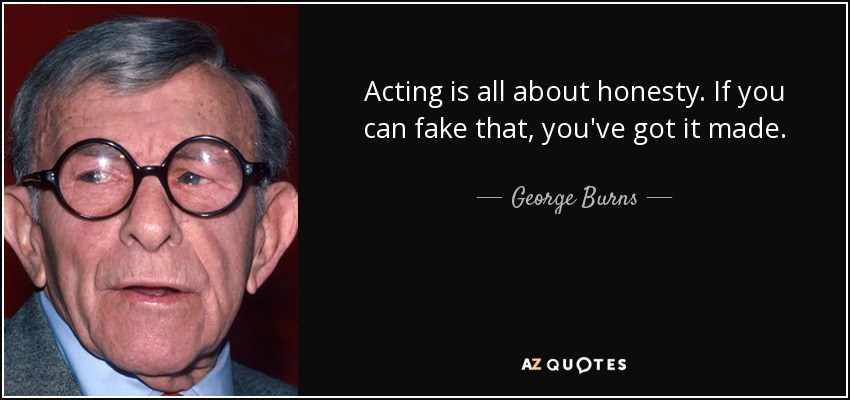 Acting is all about honesty. If you
can fake that, you've got it made.
— George Burns —
AZ QUOTES